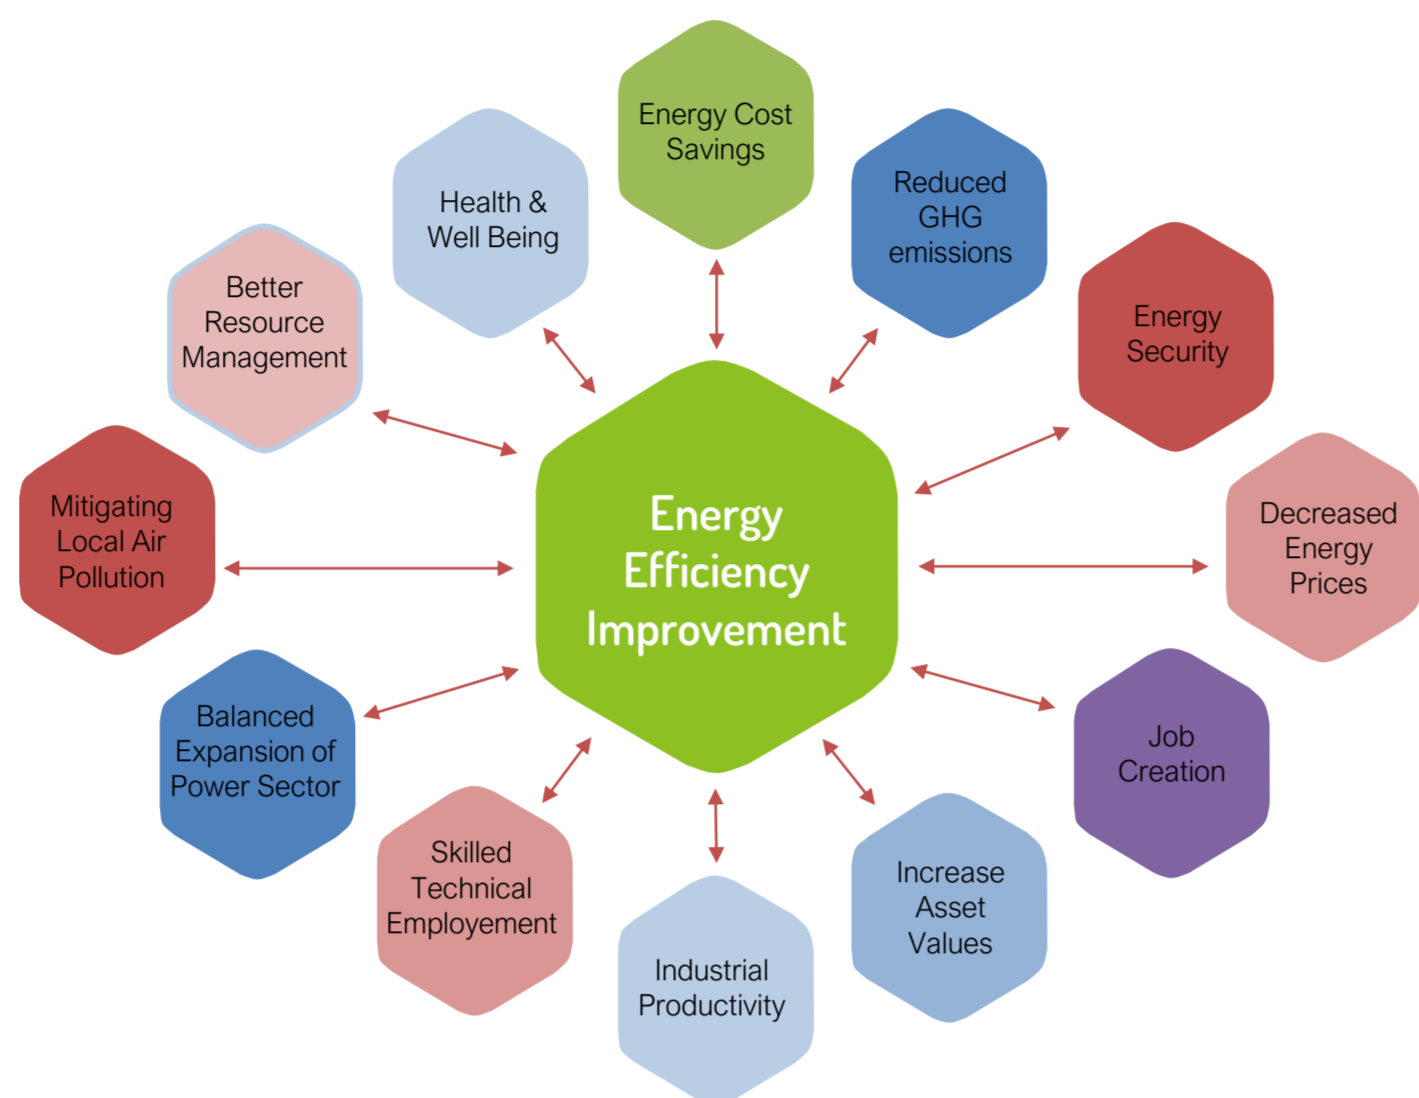 Energy Cost
Savings
Reduced
GHG
emissions
Energy
Security
Decreased
Energy
Prices
Job
Creation
Increase
Asset
Values
Industrial
Productivity
Skilled
Technical
Employement
Balanced
Expansion of
Power Sector
Mitigating
Local Air
Pollution
Better
Resource
Management
Health &
Well Being
Energy
Efficiency
Improvement